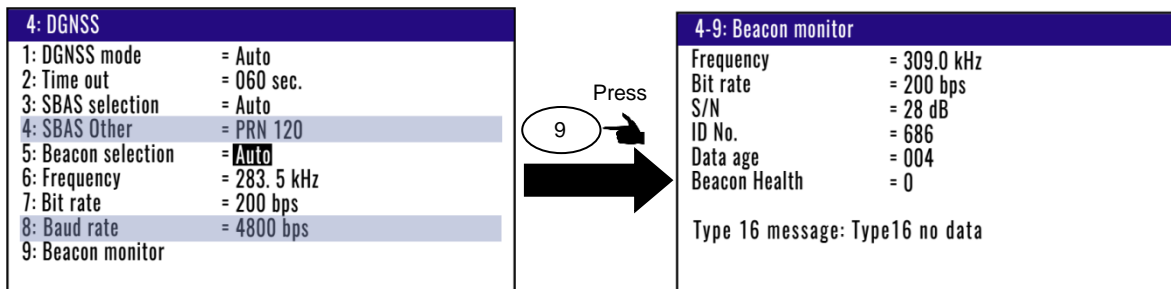 4: DGNSS
1: DGNSS mode = Auto
2: Time out = 060 sec.
3: SBAS selection = Auto
4: SBAS Other = PRN 120
5: Beacon selection = Auto
6: Frequency = 283. 5 kHz
7: Bit rate = 200 bps
8: Baud rate = 4800 bps
9: Beacon monitor
Press
9
4-9: Beacon monitor
Frequency = 309.0 kHz
Bit rate = 200 bps
S/N = 28 dB
ID No. = 686
Data age = 004
Beacon Health = 0
Type 16 message: Type16 no data